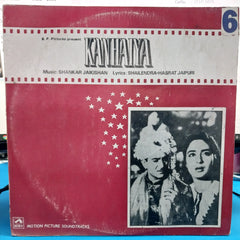 6
S. P. Pictures present
KANHAIYA
Music: SHANKAR JAIKISHAN Lyrics: SHAILENDRA-HASRAT JAIPURI
MOTION PICTURE SOUNDTRACKS